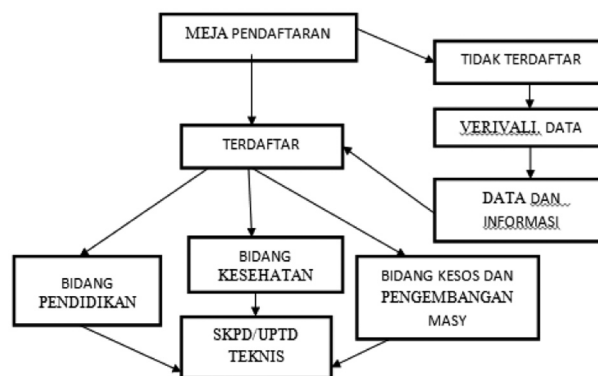 MEJA PENDAFTARAN
TIDAK TERDAFTAR
VERIVALI DATA
TERDAFTAR
DATA DAN
INFORMASI
BIDANG
PENDIDIKAN
BIDANG
KESEHATAN
BIDANG KESOS DAN
PENGEMBANGAN
MASY
SKPD/UPTD
TEKNIS